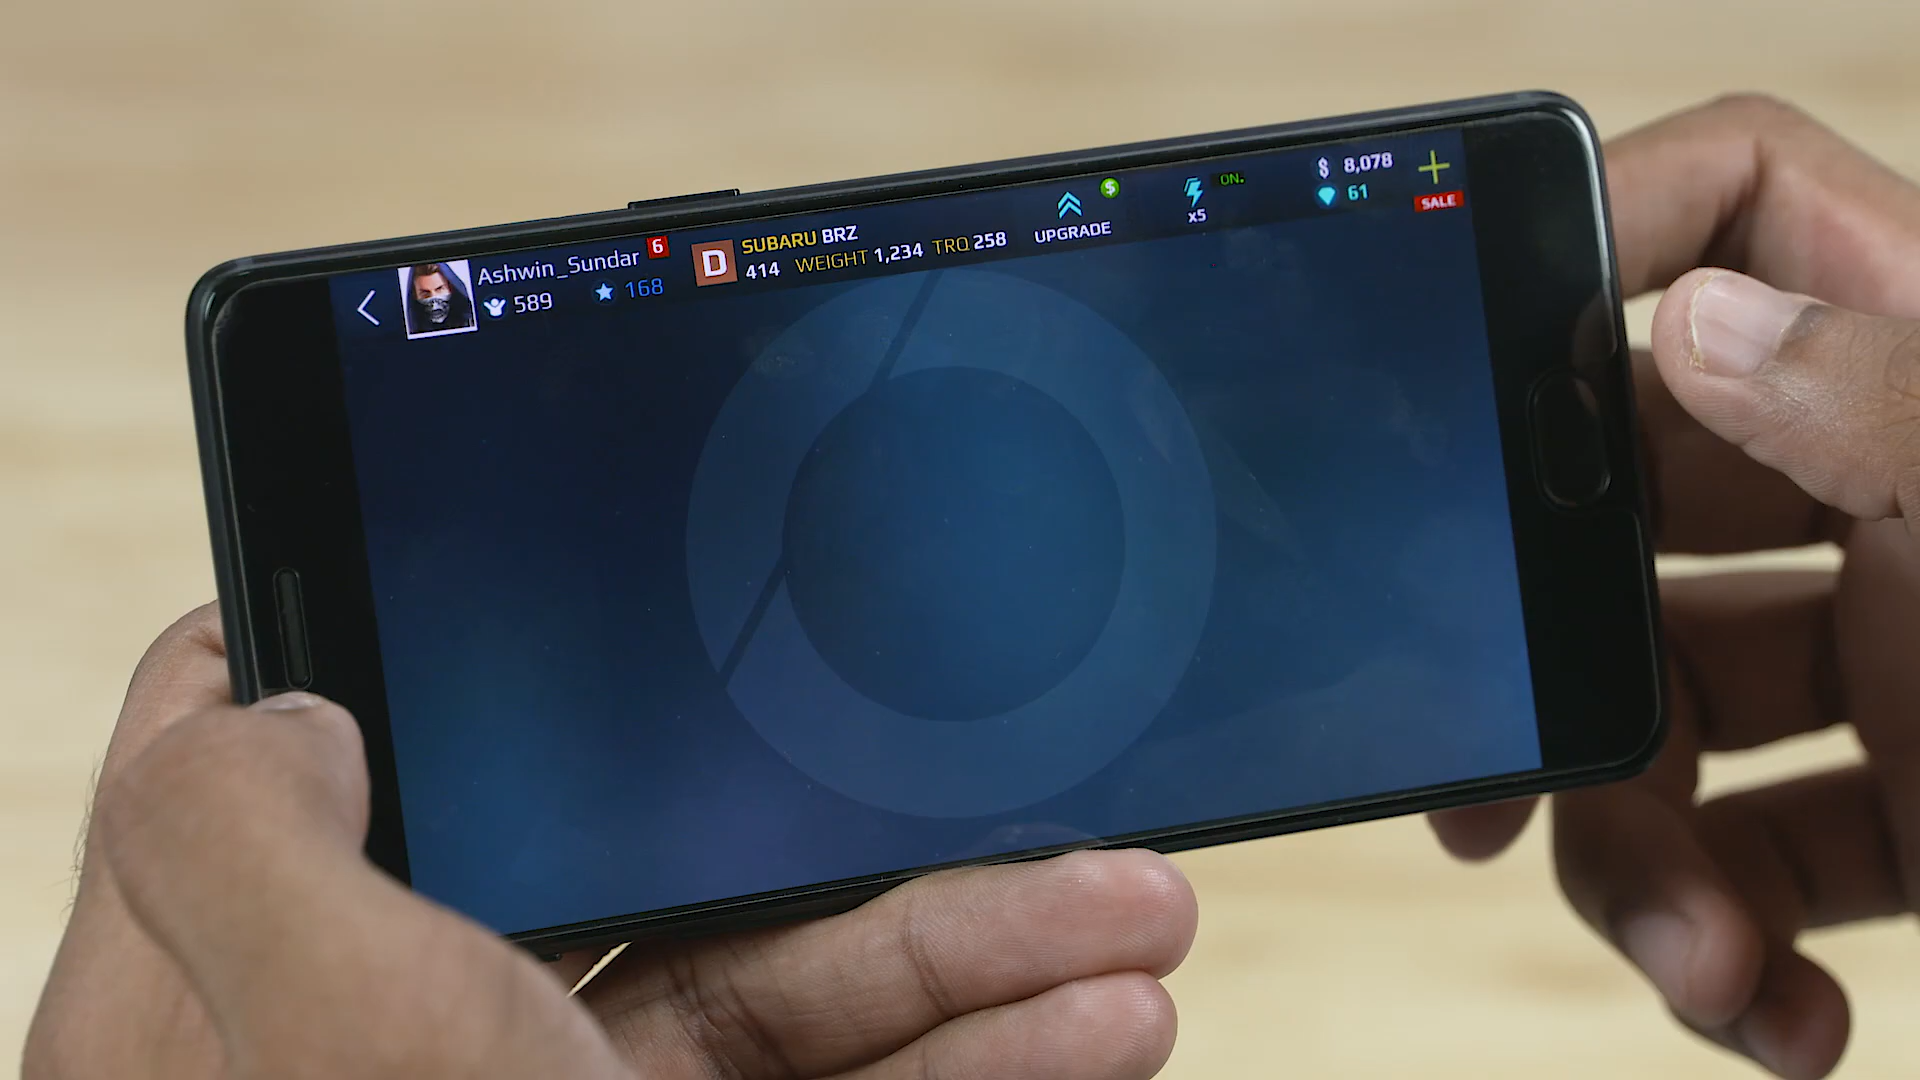 Ashwin_Sundar 6
589 168
D
SUBARU BRZ
414 WEIGHT 1,234 TRQ 258
UPGRADE
$
x5
ON.
$ 8,078
61
SALE